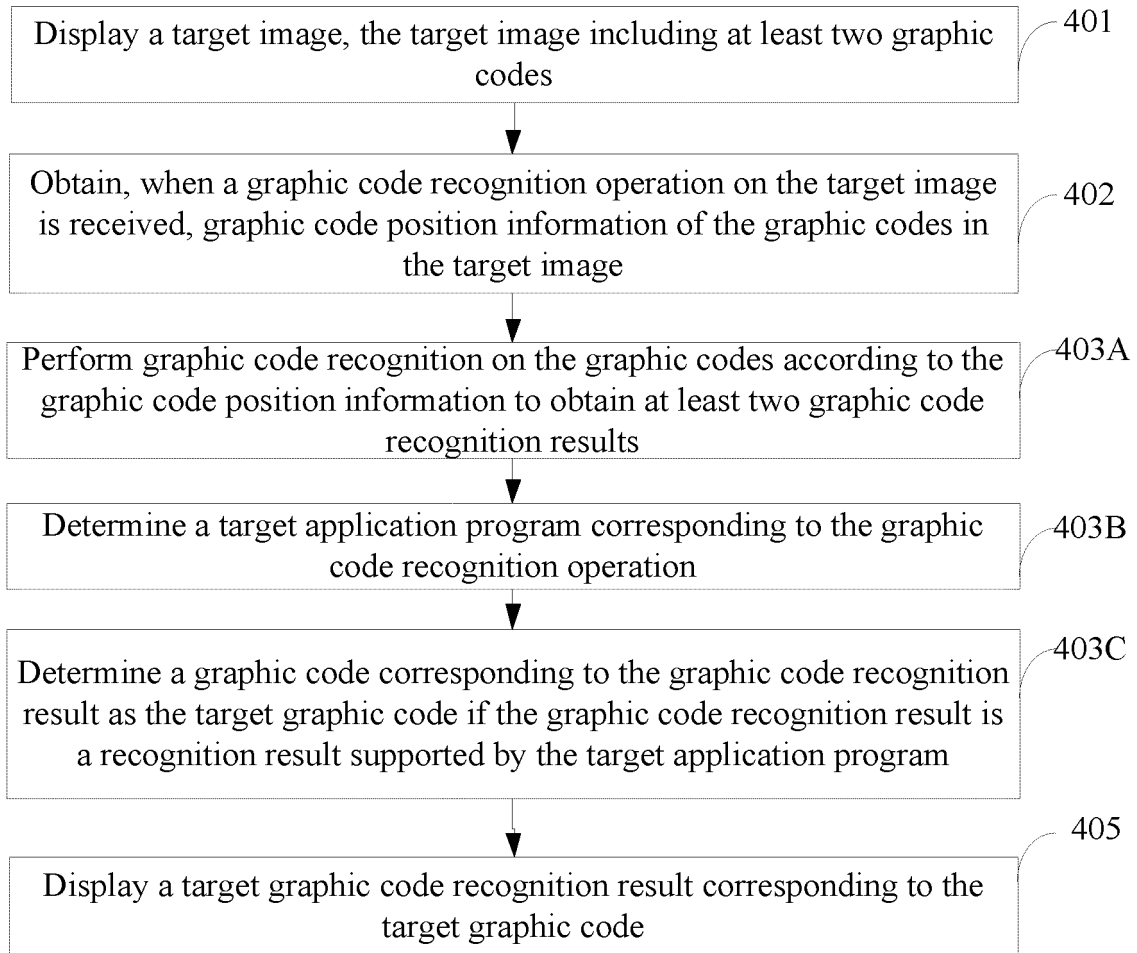 Display a target image, the target image including at least two graphic
codes
401
Obtain, when a graphic code recognition operation on the target image
is received, graphic code position information of the graphic codes in
the target image
402
Perform graphic code recognition on the graphic codes according to the
graphic code position information to obtain at least two graphic code
recognition results
403A
Determine a target application program corresponding to the graphic
code recognition operation
403B
Determine a graphic code corresponding to the graphic code recognition
result as the target graphic code if the graphic code recognition result is
a recognition result supported by the target application program
403C
Display a target graphic code recognition result corresponding to the
target graphic code
405